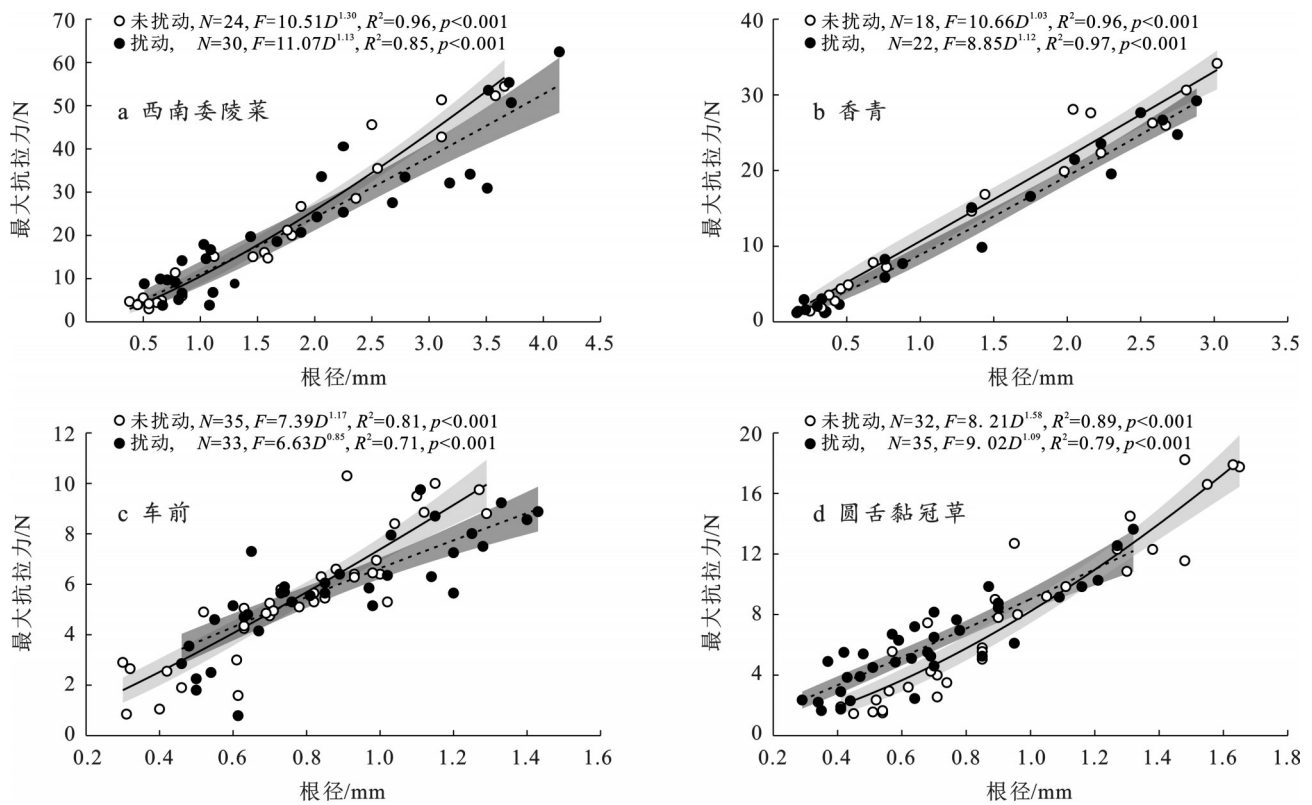 未扰动, N=24, F=10.51D^1.30, R²=0.96, p<0.001
扰动, N=30, F=11.07D^1.13, R²=0.85, p<0.001
a 西南委陵菜
最大抗拉力/N
70
60
50
40
30
20
10
0
0.5 1.0 1.5 2.0 2.5 3.0 3.5 4.0 4.5
根径/mm
未扰动, N=18, F=10.66D^1.03, R²=0.96, p<0.001
扰动, N=22, F=8.85D^1.12, R²=0.97, p<0.001
b 香青
最大抗拉力/N
40
30
20
10
0
0.5 1.0 1.5 2.0 2.5 3.0 3.5
根径/mm
未扰动, N=35, F=7.39D^1.17, R²=0.81, p<0.001
扰动, N=33, F=6.63D^0.85, R²=0.71, p<0.001
c 车前
最大抗拉力/N
12
10
8
6
4
2
0
0.2 0.4 0.6 0.8 1.0 1.2 1.4 1.6
根径/mm
未扰动, N=32, F=8. 21D^1.58, R²=0.89, p<0.001
扰动, N=35, F=9. 02D^1.09, R²=0.79, p<0.001
d 圆舌黏冠草
最大抗拉力/N
20
16
12
8
4
0
0.2 0.4 0.6 0.8 1.0 1.2 1.4 1.6 1.8
根径/mm